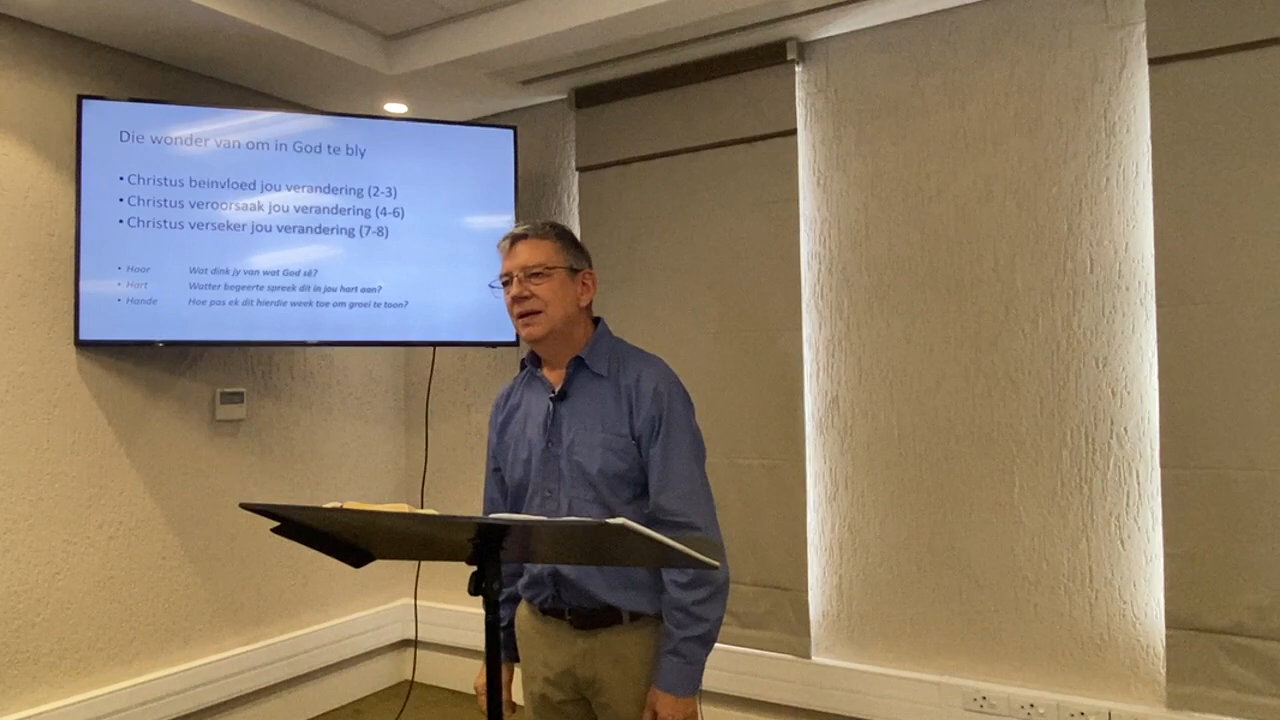 Die wonder van om in God te bly
• Christus beïnvloed jou verandering (2-3)
• Christus veroorsaak jou verandering (4-6)
• Christus verseker jou verandering (7-8)
• Hoor Wat dink jy van wat God sê?
• Hart Watter begeerte spreek dit in jou hart aan?
• Hande Hoe pas ek dit hierdie week toe om groei te toon?